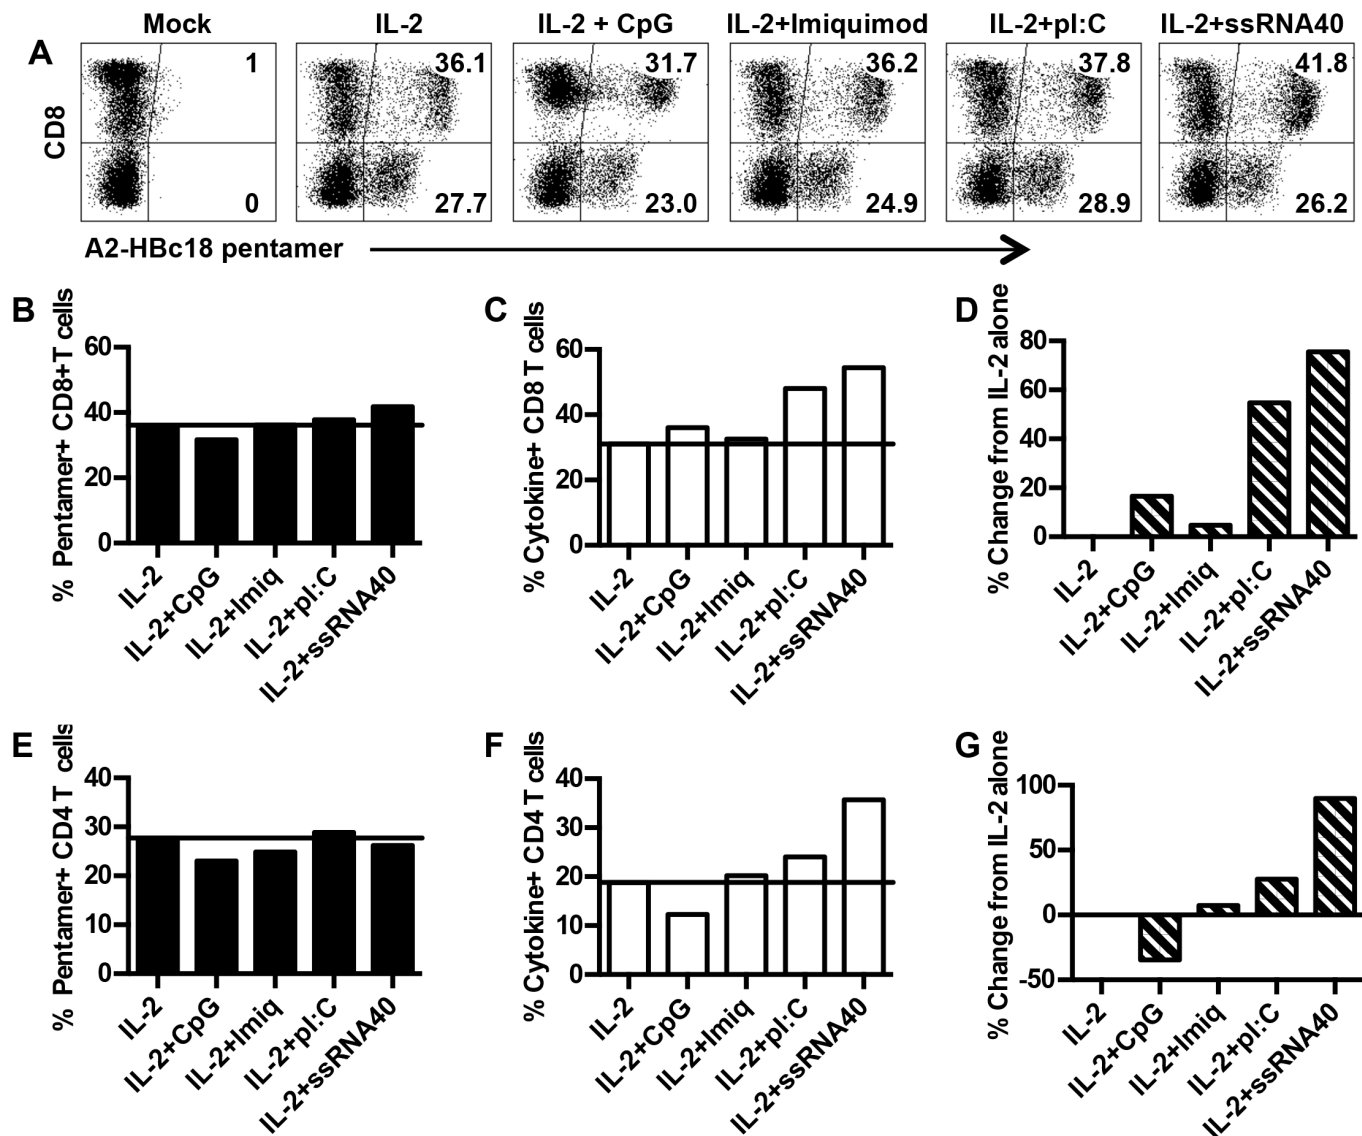 A
Mock
IL-2
IL-2 + CpG
IL-2+Imiquimod
IL-2+pI:C
IL-2+ssRNA40
CD8
1
36.1
31.7
36.2
37.8
41.8
0
27.7
23.0
24.9
28.9
26.2
A2-HBc18 pentamer
B
% Pentamer+ CD8+T cells
60
40
20
0
IL-2
IL-2+CpG
IL-2+Imiq
IL-2+pI:C
IL-2+ssRNA40
C
% Cytokine+ CD8 T cells
60
40
20
0
IL-2
IL-2+CpG
IL-2+Imiq
IL-2+pI:C
IL-2+ssRNA40
D
% Change from IL-2 alone
80
60
40
20
0
IL-2
IL-2+CpG
IL-2+Imiq
IL-2+pI:C
IL-2+ssRNA40
E
% Pentamer+ CD4 T cells
40
30
20
10
0
IL-2
IL-2+CpG
IL-2+Imiq
IL-2+pI:C
IL-2+ssRNA40
F
% Cytokine+ CD4 T cells
40
30
20
10
0
IL-2
IL-2+CpG
IL-2+Imiq
IL-2+pI:C
IL-2+ssRNA40
G
% Change from IL-2 alone
100
50
0
-50
IL-2
IL-2+CpG
IL-2+Imiq
IL-2+pI:C
IL-2+ssRNA40